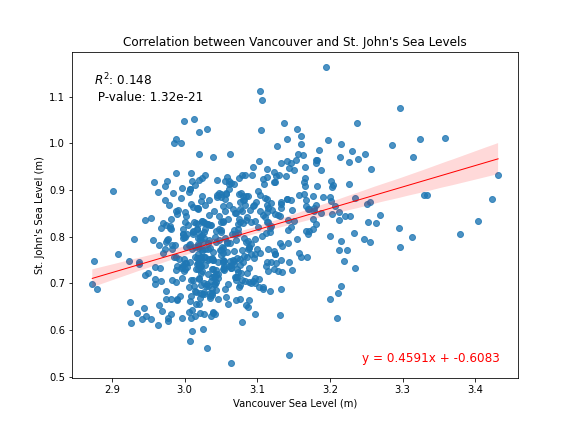 Correlation between Vancouver and St. John's Sea Levels
R²: 0.148
P-value: 1.32e-21
1.1
1.0
0.9
0.8
0.7
0.6
0.5
St. John's Sea Level (m)
y = 0.4591x + -0.6083
2.9 3.0 3.1 3.2 3.3 3.4
Vancouver Sea Level (m)